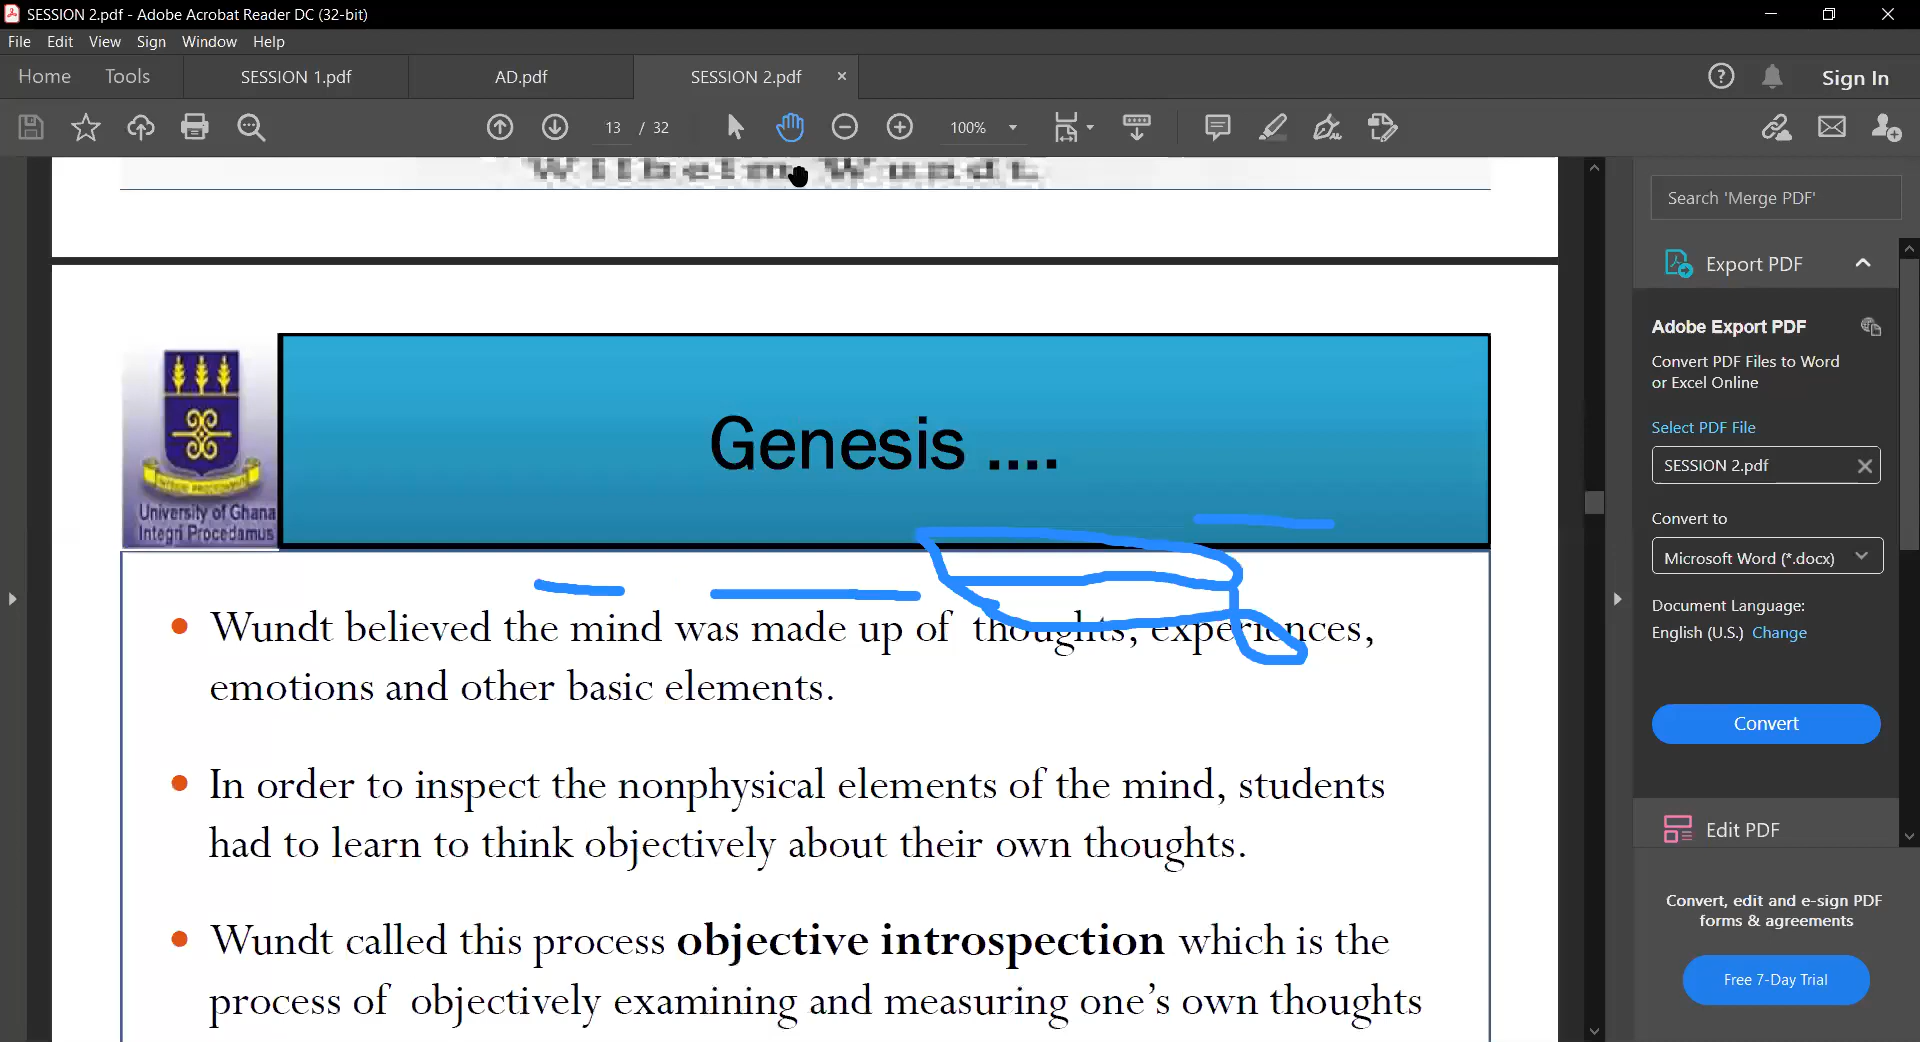 SESSION 2.pdf - Adobe Acrobat Reader DC (32-bit)
File Edit View Sign Window Help
Home Tools SESSION 1.pdf AD.pdf SESSION 2.pdf
Sign In
13 / 32 100%
Wilhelm Wundt
Search 'Merge PDF'
Export PDF
Adobe Export PDF
Convert PDF Files to Word
or Excel Online
Select PDF File
SESSION 2.pdf
Convert to
Microsoft Word (*.docx)
Document Language:
English (U.S.) Change
Convert
Edit PDF
Convert, edit and e-sign PDF
forms & agreements
Free 7-Day Trial
University of Ghana
Integri Procedamus
Genesis ....
• Wundt believed the mind was made up of thoughts, experiences,
emotions and other basic elements.
• In order to inspect the nonphysical elements of the mind, students
had to learn to think objectively about their own thoughts.
• Wundt called this process objective introspection which is the
process of objectively examining and measuring one’s own thoughts